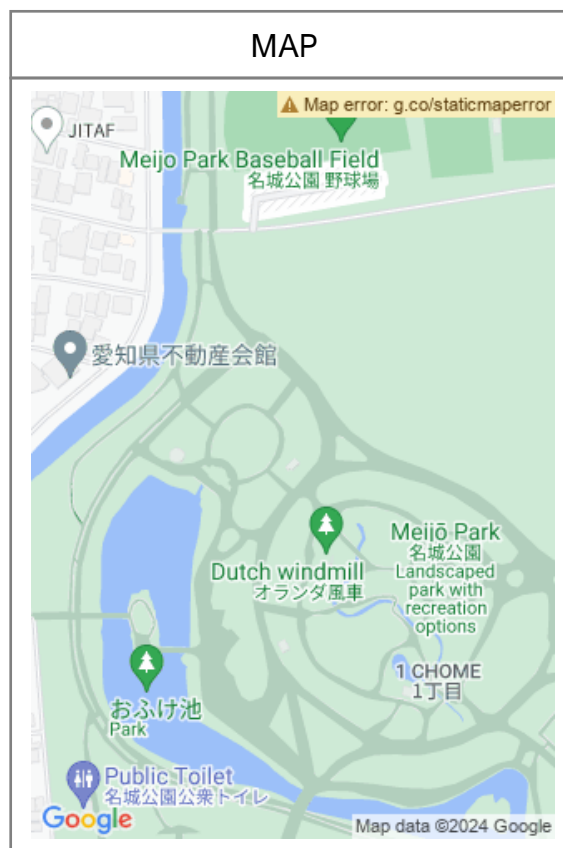 MAP
Map error: g.co/staticmaperror
JITAF
Meijo Park Baseball Field
名城公園 野球場
愛知県不動産会館
Dutch windmill
オランダ風車
Meijō Park
名城公園
Landscaped
park with
recreation
options
1 CHOME
1丁目
おふけ池
Park
Public Toilet
名城公園公衆トイレ
Google
Map data ©2024 Google